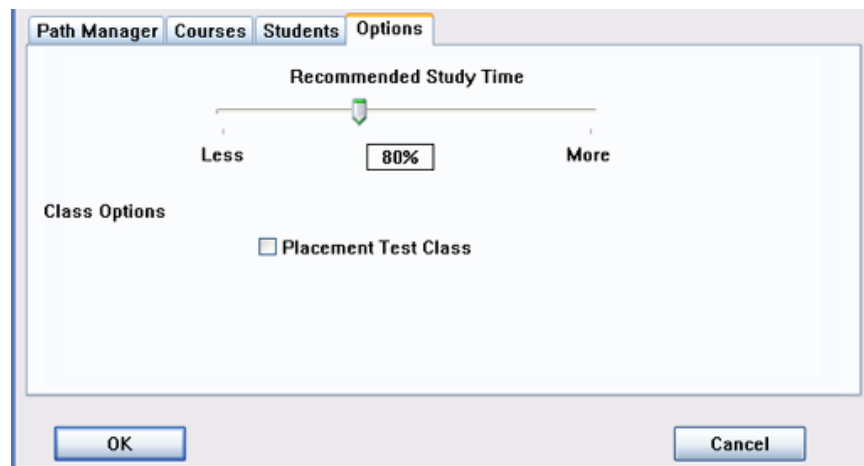 Path Manager Courses Students Options
Recommended Study Time
Less 80% More
Class Options
Placement Test Class
OK Cancel